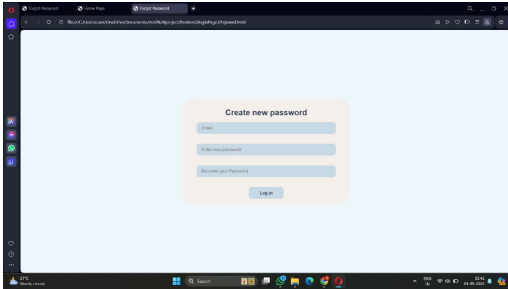 Forgot Password
Home Page
Forgot Password
Create new password
Email
Enter new password
Re-enter your Password
Log in
27°C
Mostly cloudy
Search
ENG
IN
02:42
04-09-2024